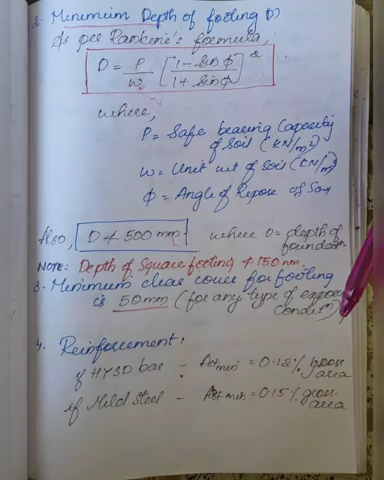 2. Minimum Depth of footing (D)
As per Rankine's formula,
D = P/w [ (1 - Sin φ) / (1 + Sin φ) ]²
where,
P = Safe bearing Capacity
of Soil (KN/m²)
w = Unit wt of Soil (KN/m³)
φ = Angle of Repose of Soil
Also, D ≮ 500 mm where D = depth of
foundation
NOTE: Depth of Square footing ≮ 150 mm.
3. Minimum clear cover for footing
is 50mm (for any type of
condition)
4. Reinforcement,
if HYSD bar - Ast min = 0.12% gross
area
if Mild Steel - Ast min = 0.15% gross
area